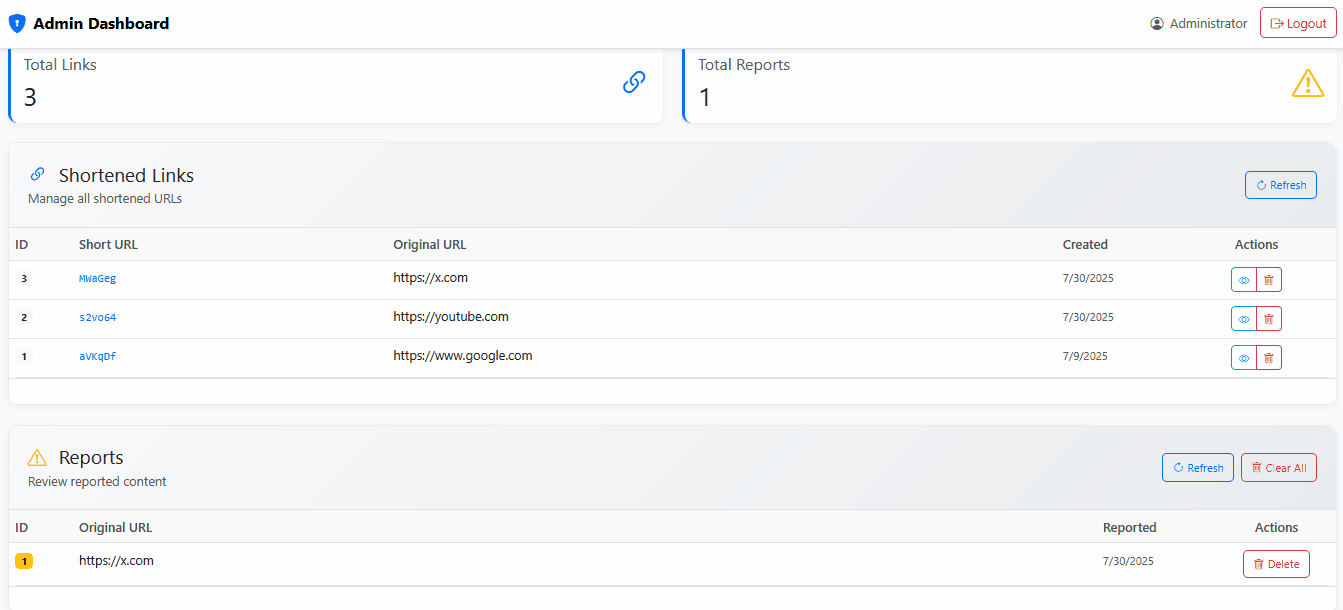 Admin Dashboard
Administrator
Logout
Total Links
3
Total Reports
1
Shortened Links
Manage all shortened URLs
Refresh
ID Short URL Original URL Created Actions
3 MWaGeg https://x.com 7/30/2025
2 s2vo64 https://youtube.com 7/30/2025
1 aVKqDf https://www.google.com 7/9/2025
Reports
Review reported content
Refresh
Clear All
ID Original URL Reported Actions
1 https://x.com 7/30/2025 Delete